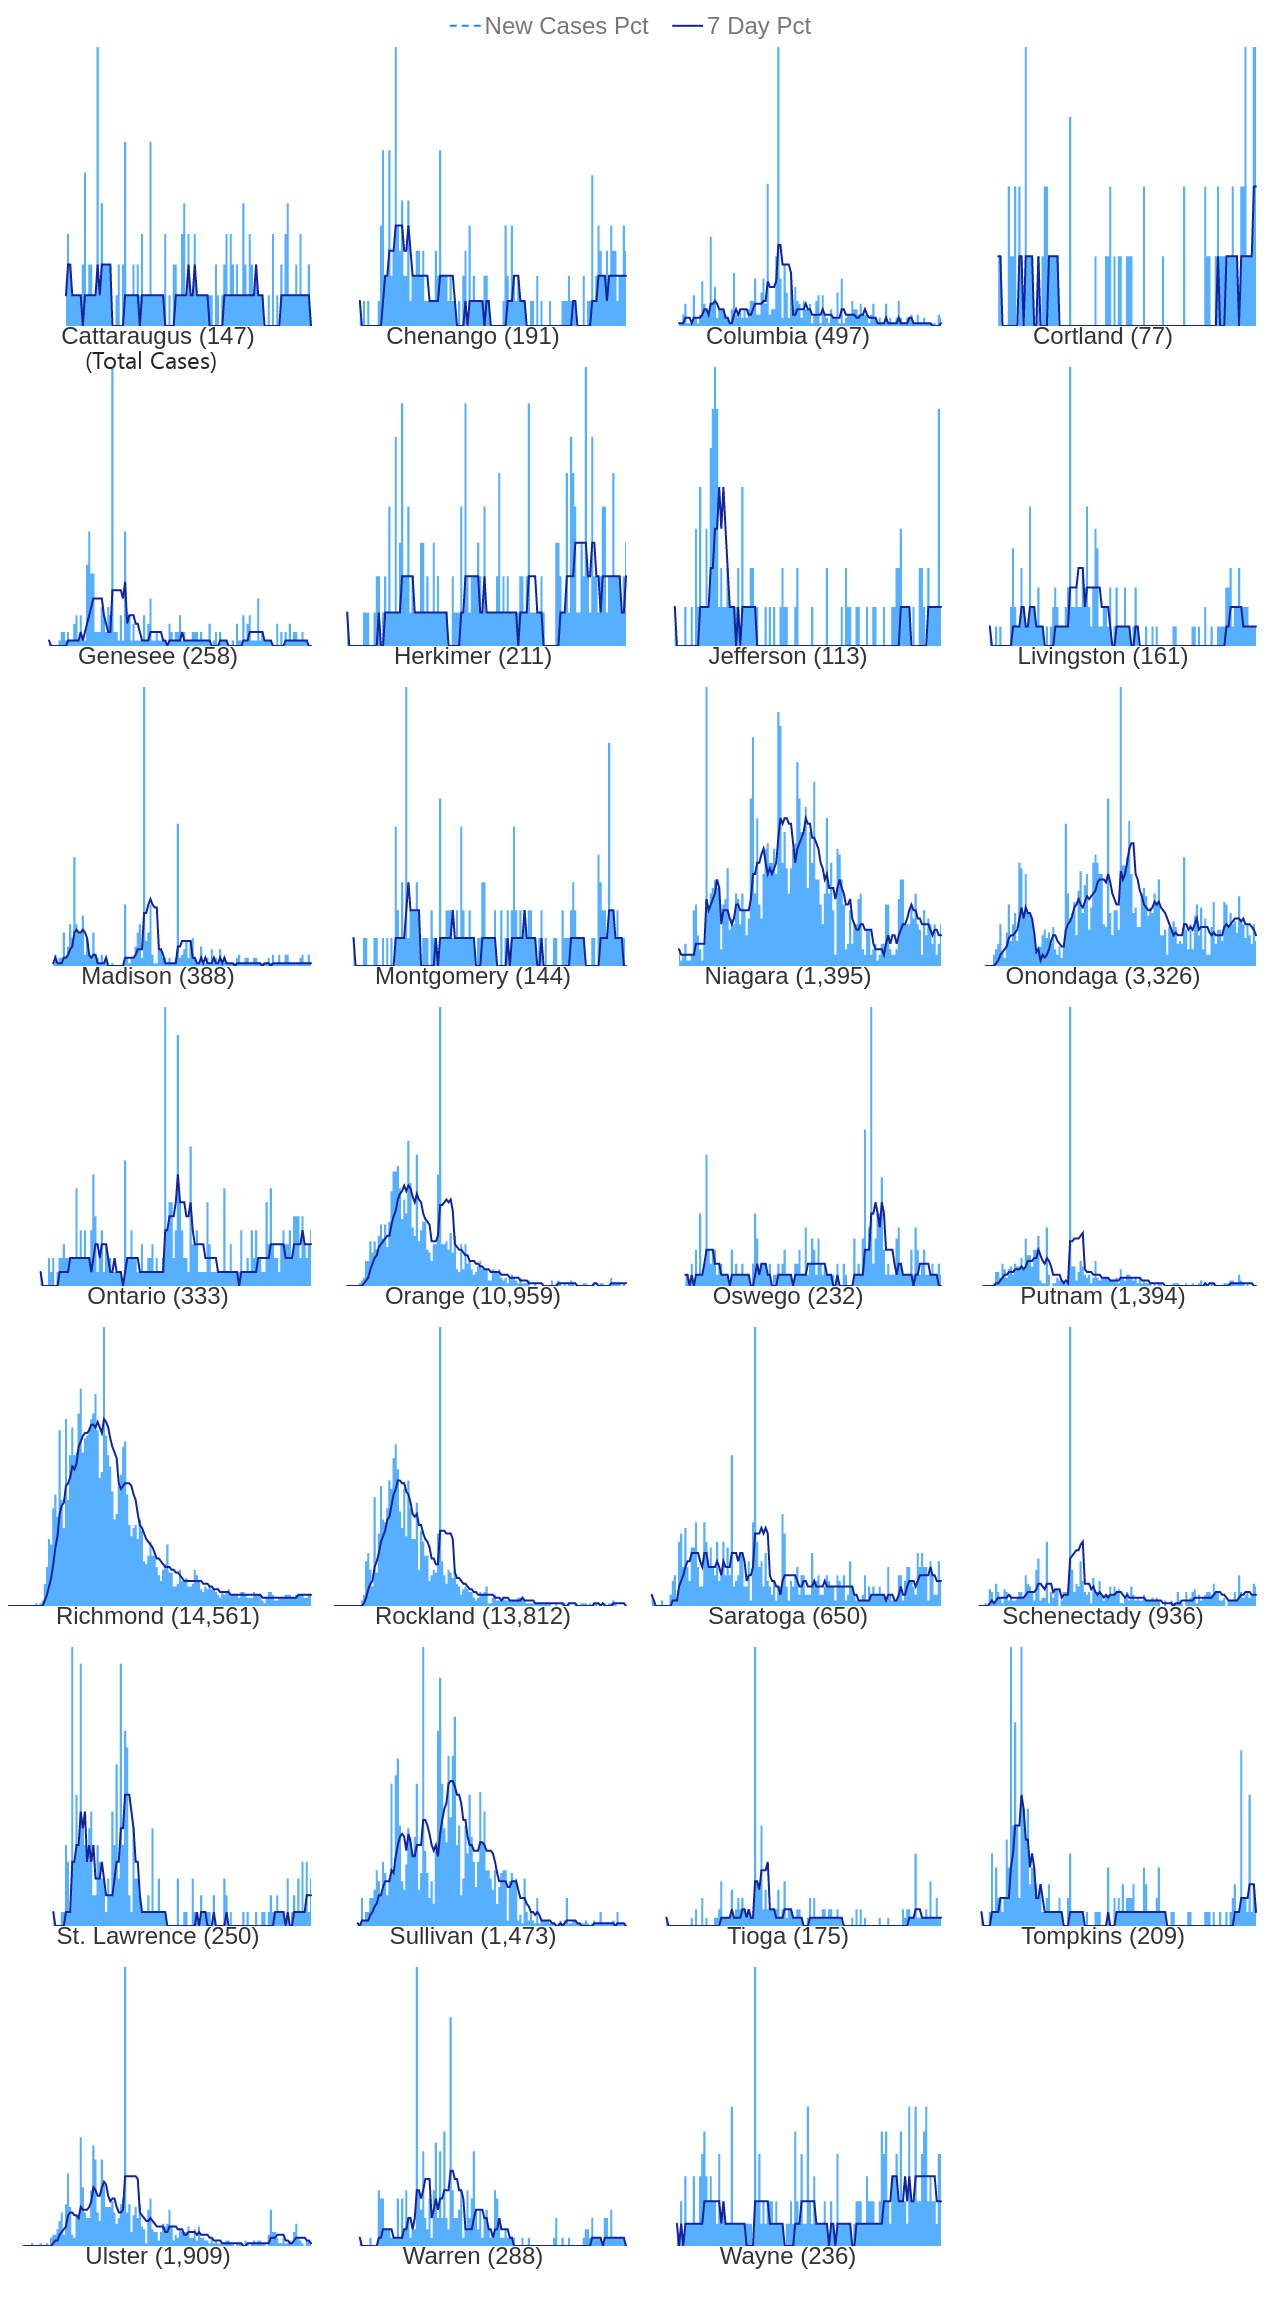 New Cases Pct 7 Day Pct
Cattaraugus (147) Chenango (191) Columbia (497) Cortland (77)
(Total Cases)
Genesee (258) Herkimer (211) Jefferson (113) Livingston (161)
Madison (388) Montgomery (144) Niagara (1,395) Onondaga (3,326)
Ontario (333) Orange (10,959) Oswego (232) Putnam (1,394)
Richmond (14,561) Rockland (13,812) Saratoga (650) Schenectady (936)
St. Lawrence (250) Sullivan (1,473) Tioga (175) Tompkins (209)
Ulster (1,909) Warren (288) Wayne (236)